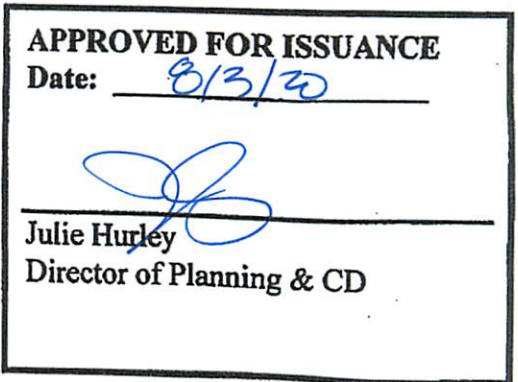 APPROVED FOR ISSUANCE
Date: 8/3/20
Julie Hurley
Director of Planning & CD